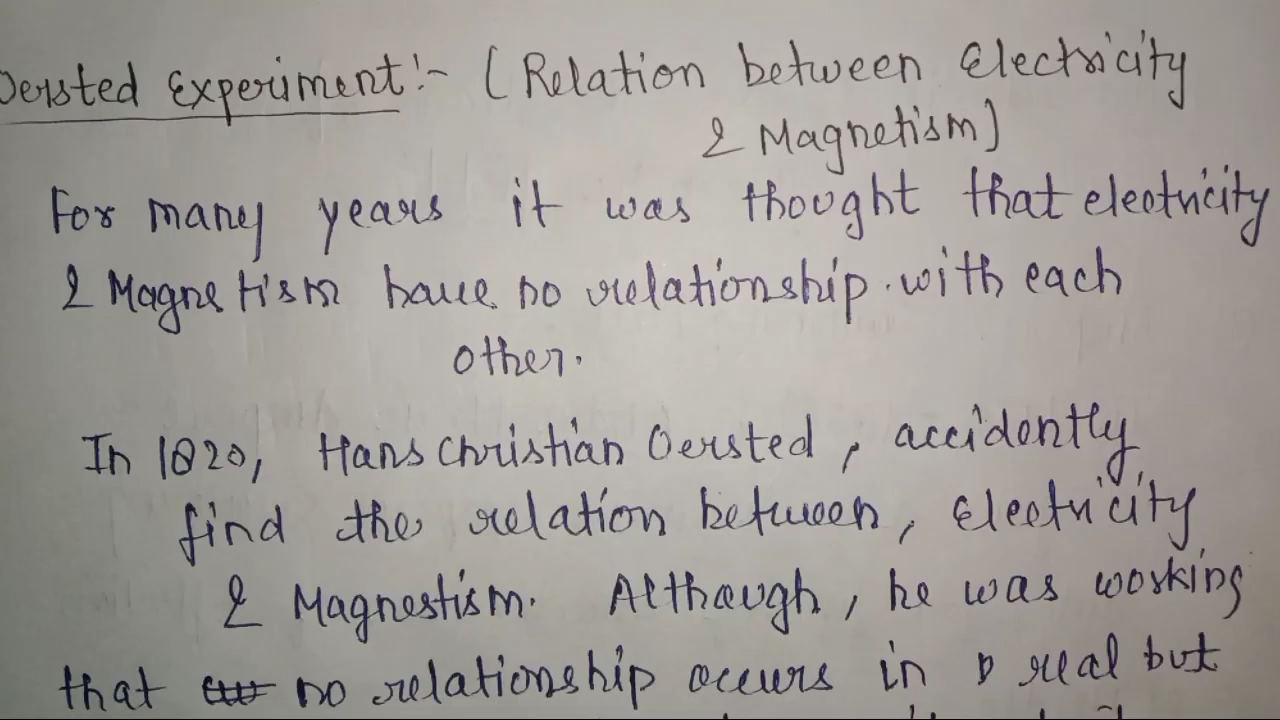 Oersted Experiment:- (Relation between Electricity
& Magnetism)
For many years it was thought that electricity
& Magnetism have no relationship with each
other.
In 1820, Hans Christian Oersted, accidently
find the relation between, Electricity
& Magnestism. Although, he was working
that no relationship occurs in real but